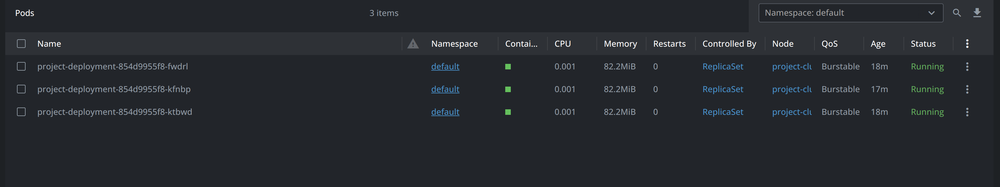 Pods 3 items Namespace: default
Name Namespace Contai... CPU Memory Restarts Controlled By Node QoS Age Status
project-deployment-854d9955f8-fwdrl default 0.001 82.2MiB 0 ReplicaSet project-clu Burstable 18m Running
project-deployment-854d9955f8-kfnbp default 0.001 82.2MiB 0 ReplicaSet project-clu Burstable 17m Running
project-deployment-854d9955f8-ktbwd default 0.001 82.2MiB 0 ReplicaSet project-clu Burstable 18m Running